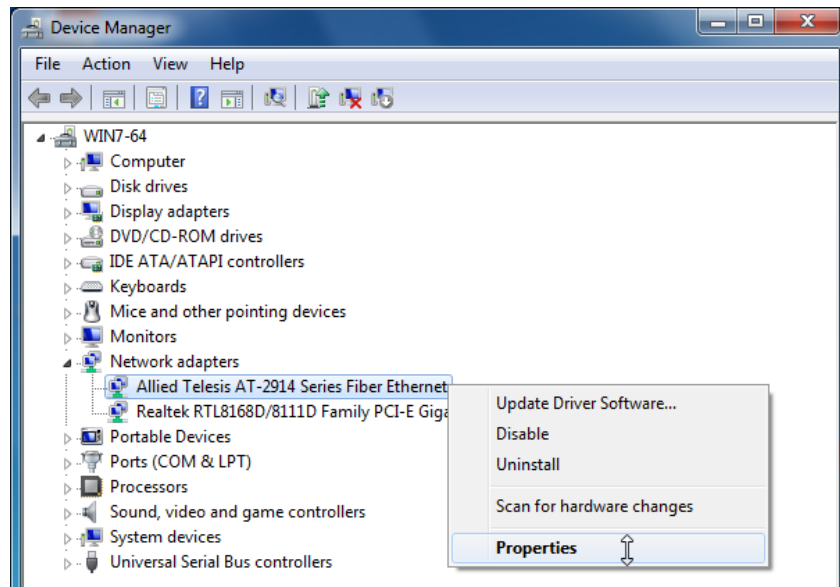 Device Manager
File Action View Help
WIN7-64
Computer
Disk drives
Display adapters
DVD/CD-ROM drives
IDE ATA/ATAPI controllers
Keyboards
Mice and other pointing devices
Monitors
Network adapters
Allied Telesis AT-2914 Series Fiber Ethernet
Realtek RTL8168D/8111D Family PCI-E Giga
Portable Devices
Ports (COM & LPT)
Processors
Sound, video and game controllers
System devices
Universal Serial Bus controllers
Update Driver Software...
Disable
Uninstall
Scan for hardware changes
Properties